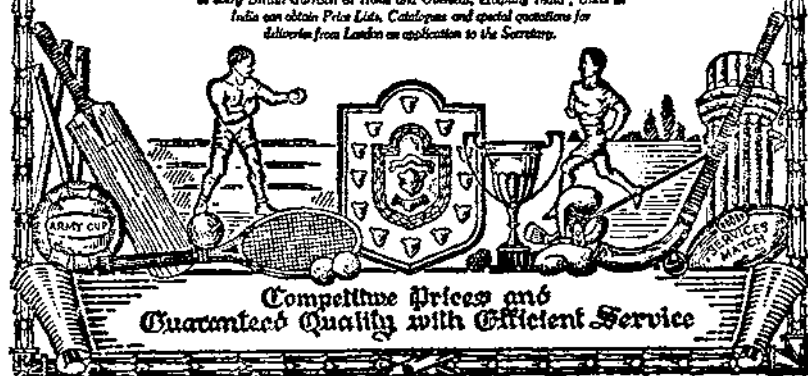 India can obtain Price Lists, Catalogues and special quotations for
deliveries from London on application to the Secretary.
ARMY CUP
SERVICES
MATCH
Competitive Prices and
Guaranteed Quality with Efficient Service